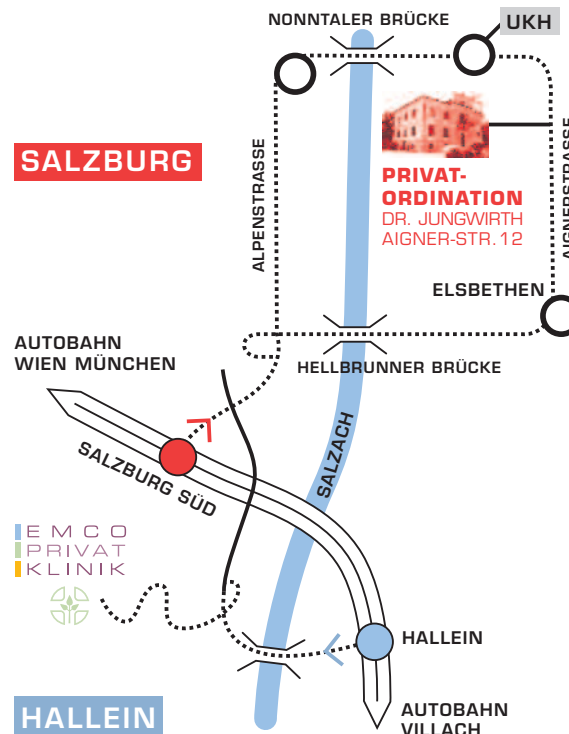 NONNTALER BRÜCKE
UKH
SALZBURG
ALPENSTRASSE
PRIVAT-
ORDINATION
DR. JUNGWIRTH
AIGNER-STR. 12
AIGNERSTRASSE
ELSBETHEN
AUTOBAHN
WIEN MÜNCHEN
HELLBRUNNER BRÜCKE
SALZACH
SALZBURG SÜD
EMCO
PRIVAT
KLINIK
HALLEIN
HALLEIN
AUTOBAHN
VILLACH